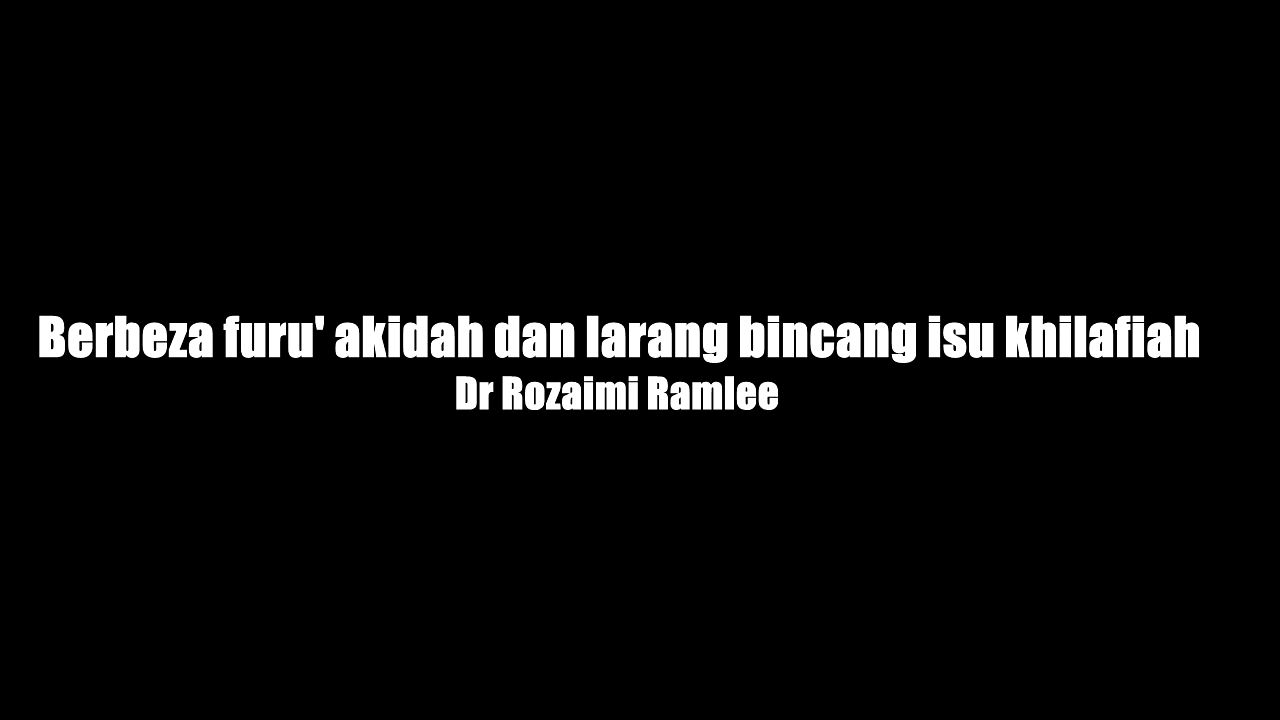 Berbeza furu' akidah dan larang bincang isu khilafiah
Dr Rozaimi Ramlee